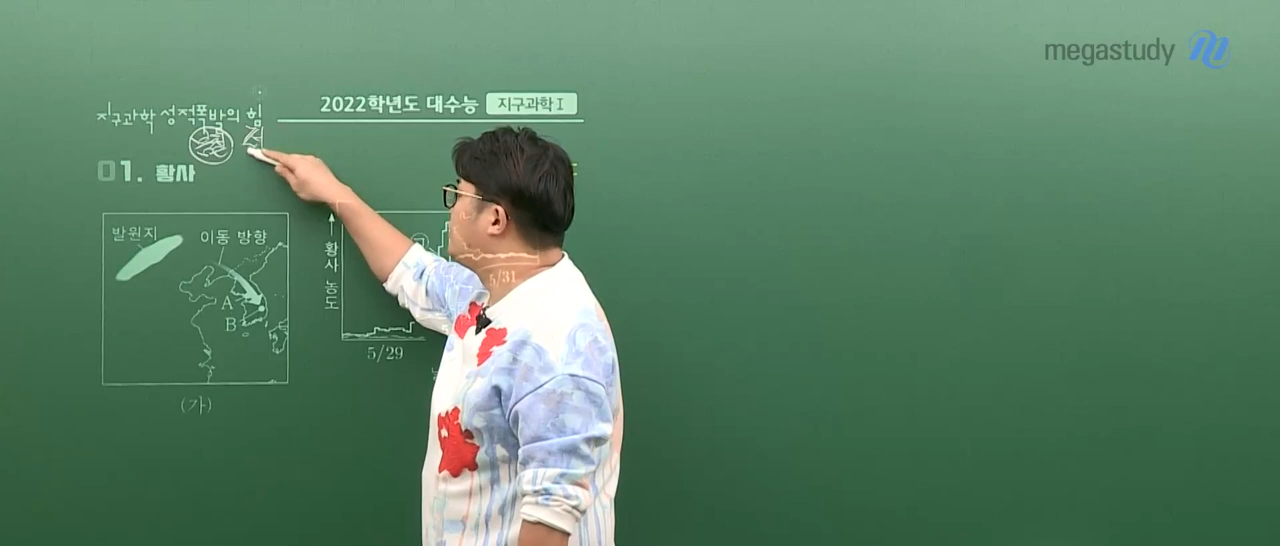 megastudy
지구과학 성적폭발의 힘
2022학년도 대수능 지구과학Ⅰ
01. 황사
발원지
이동 방향
A
B
(가)
황사 농도
5/29
5/31